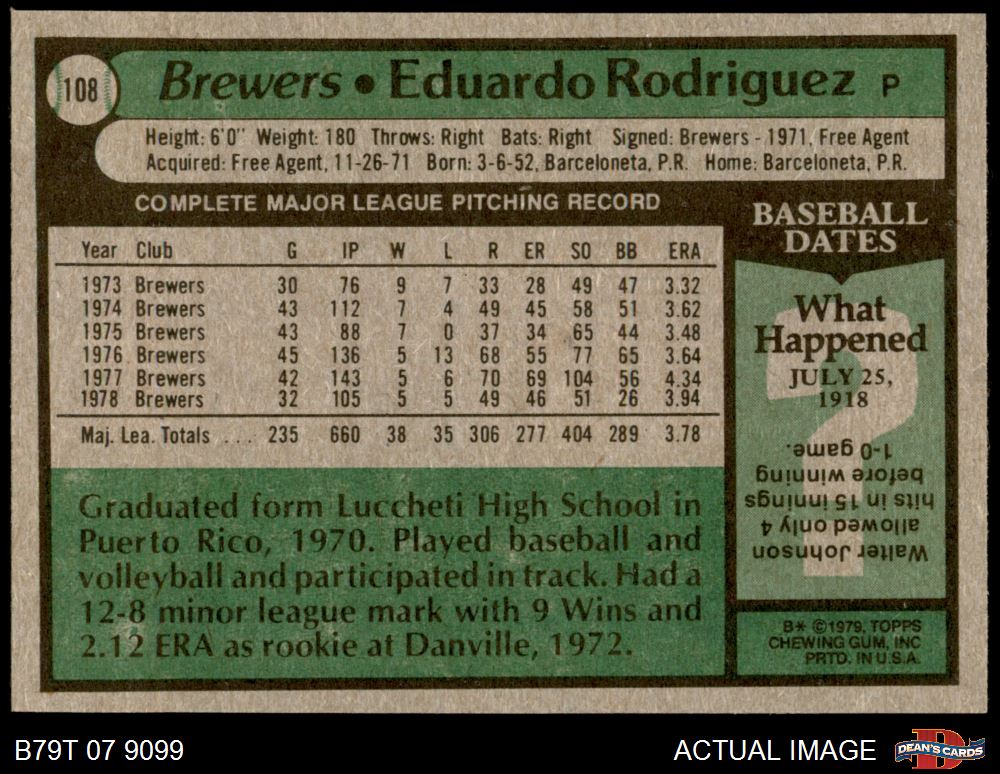 108
Brewers • Eduardo Rodriguez P
Height: 6'0" Weight: 180 Throws: Right Bats: Right Signed: Brewers - 1971, Free Agent
Acquired: Free Agent, 11-26-71 Born: 3-6-52, Barceloneta, P.R. Home: Barceloneta, P.R.
COMPLETE MAJOR LEAGUE PITCHING RECORD
Year Club G IP W L R ER SO BB ERA
1973 Brewers 30 76 9 7 33 28 49 47 3.32
1974 Brewers 43 112 7 4 49 45 58 51 3.62
1975 Brewers 43 88 7 0 37 34 65 44 3.48
1976 Brewers 45 136 5 13 68 55 77 65 3.64
1977 Brewers 42 143 5 6 70 69 104 56 4.34
1978 Brewers 32 105 5 5 49 46 51 26 3.94
Maj. Lea. Totals . . . 235 660 38 35 306 277 404 289 3.78
Graduated form Luccheti High School in
Puerto Rico, 1970. Played baseball and
volleyball and participated in track. Had a
12-8 minor league mark with 9 Wins and
2.12 ERA as rookie at Danville, 1972.
BASEBALL
DATES
?
What
Happened
JULY 25,
1918
Walter Johnson
allowed only 4
hits in 15 innings
before winning
1-0 game.
B* ©1979, TOPPS
CHEWING GUM, INC
PRTD. IN U.S.A.
B79T 07 9099
ACTUAL IMAGE
D
DEAN'S CARDS